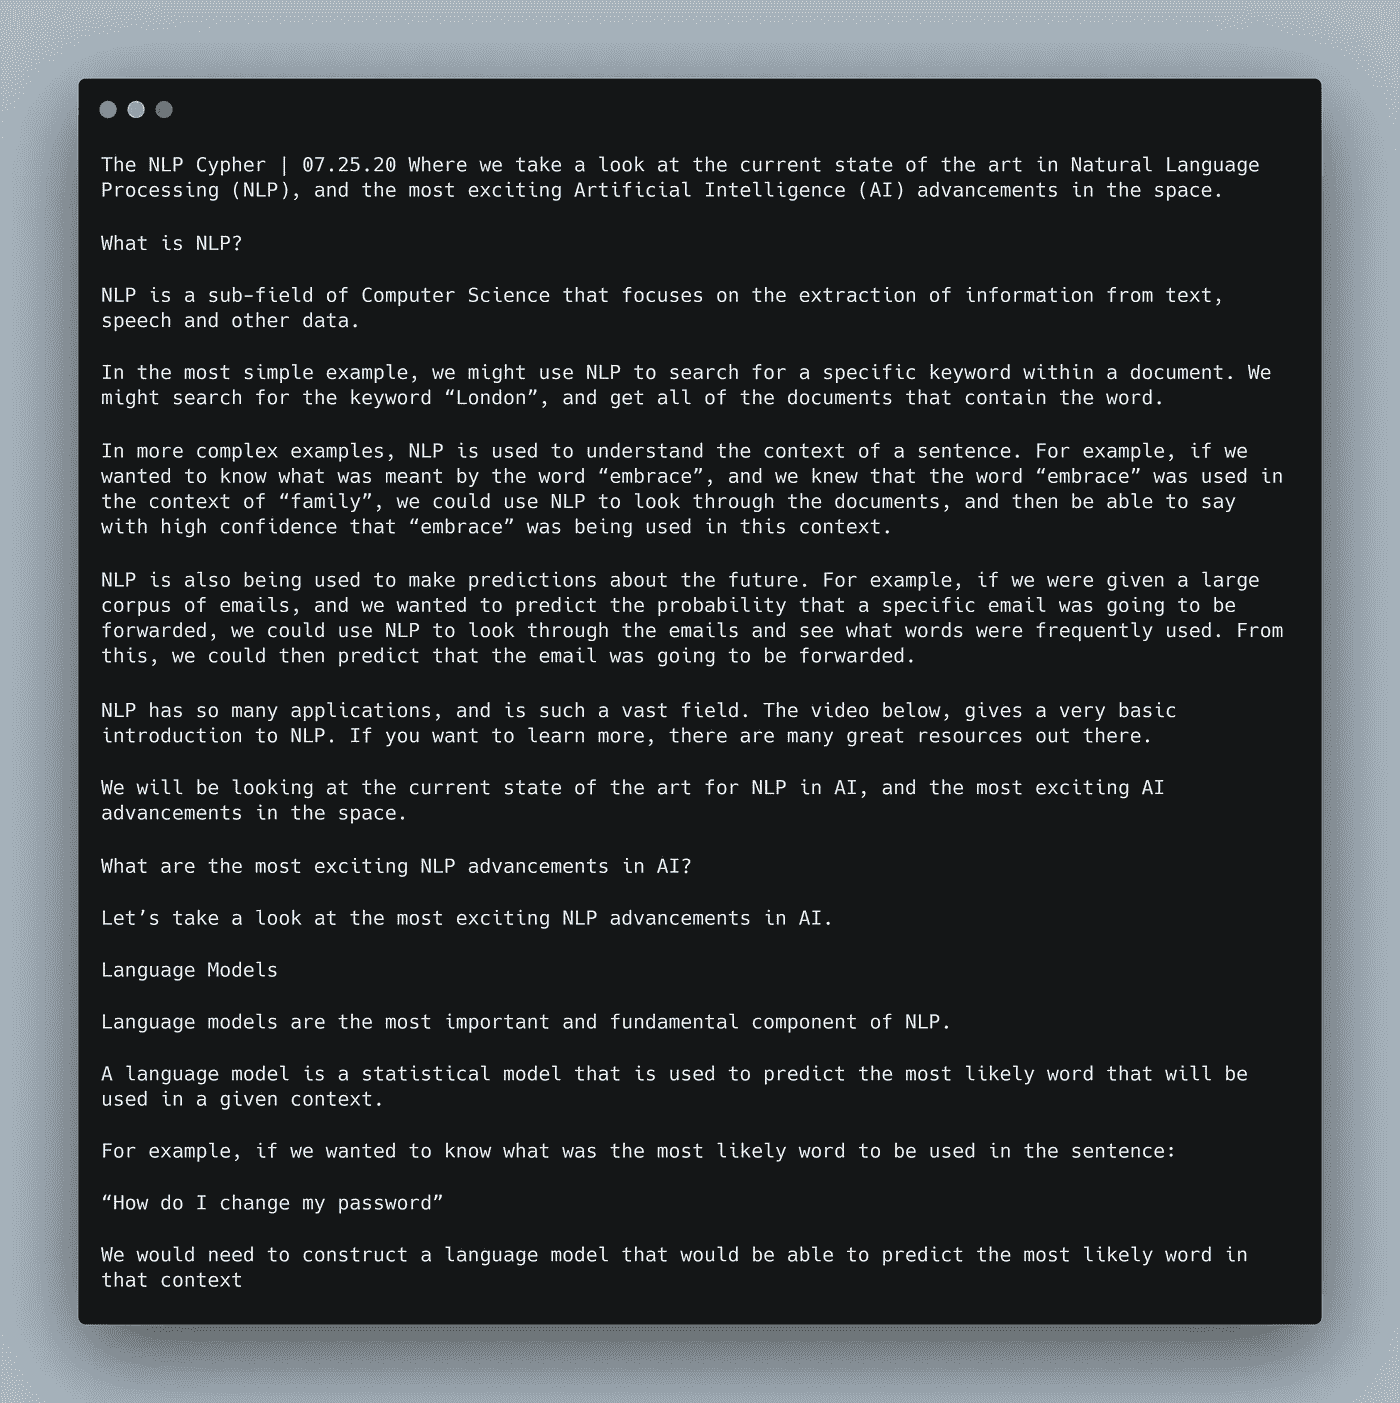 The NLP Cypher | 07.25.20 Where we take a look at the current state of the art in Natural Language
Processing (NLP), and the most exciting Artificial Intelligence (AI) advancements in the space.
What is NLP?
NLP is a sub-field of Computer Science that focuses on the extraction of information from text,
speech and other data.
In the most simple example, we might use NLP to search for a specific keyword within a document. We
might search for the keyword “London”, and get all of the documents that contain the word.
In more complex examples, NLP is used to understand the context of a sentence. For example, if we
wanted to know what was meant by the word “embrace”, and we knew that the word “embrace” was used in
the context of “family”, we could use NLP to look through the documents, and then be able to say
with high confidence that “embrace” was being used in this context.
NLP is also being used to make predictions about the future. For example, if we were given a large
corpus of emails, and we wanted to predict the probability that a specific email was going to be
forwarded, we could use NLP to look through the emails and see what words were frequently used. From
this, we could then predict that the email was going to be forwarded.
NLP has so many applications, and is such a vast field. The video below, gives a very basic
introduction to NLP. If you want to learn more, there are many great resources out there.
We will be looking at the current state of the art for NLP in AI, and the most exciting AI
advancements in the space.
What are the most exciting NLP advancements in AI?
Let’s take a look at the most exciting NLP advancements in AI.
Language Models
Language models are the most important and fundamental component of NLP.
A language model is a statistical model that is used to predict the most likely word that will be
used in a given context.
For example, if we wanted to know what was the most likely word to be used in the sentence:
“How do I change my password”
We would need to construct a language model that would be able to predict the most likely word in
that context